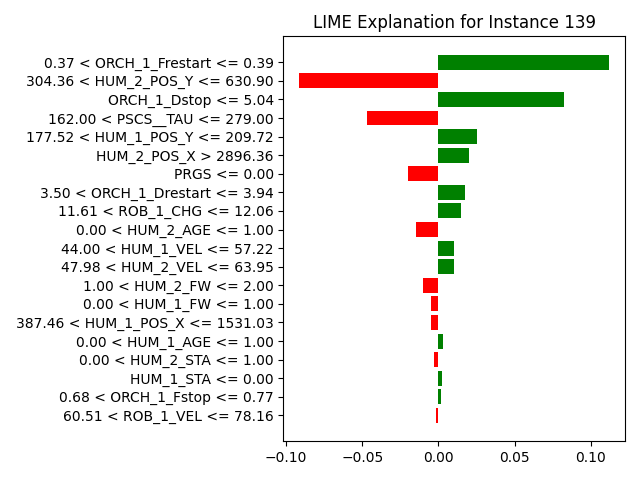 LIME Explanation for Instance 139
0.37 < ORCH_1_Frestart <= 0.39
304.36 < HUM_2_POS_Y <= 630.90
ORCH_1_Dstop <= 5.04
162.00 < PSCS__TAU <= 279.00
177.52 < HUM_1_POS_Y <= 209.72
HUM_2_POS_X > 2896.36
PRGS <= 0.00
3.50 < ORCH_1_Drestart <= 3.94
11.61 < ROB_1_CHG <= 12.06
0.00 < HUM_2_AGE <= 1.00
44.00 < HUM_1_VEL <= 57.22
47.98 < HUM_2_VEL <= 63.95
1.00 < HUM_2_FW <= 2.00
0.00 < HUM_1_FW <= 1.00
387.46 < HUM_1_POS_X <= 1531.03
0.00 < HUM_1_AGE <= 1.00
0.00 < HUM_2_STA <= 1.00
HUM_1_STA <= 0.00
0.68 < ORCH_1_Fstop <= 0.77
60.51 < ROB_1_VEL <= 78.16
−0.10 −0.05 0.00 0.05 0.10